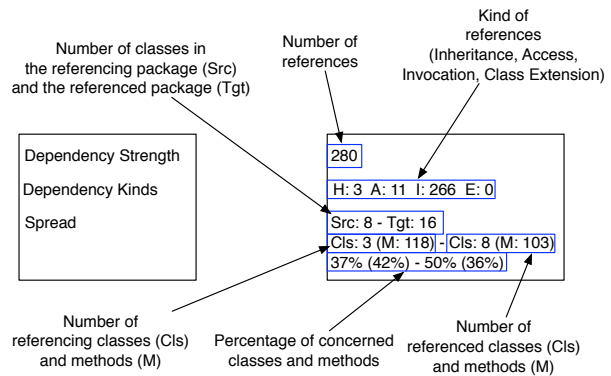 Number of classes in
the referencing package (Src)
and the referenced package (Tgt)
Number of
references
Kind of
references
(Inheritance, Access,
Invocation, Class Extension)
Dependency Strength
280
Dependency Kinds
H: 3 A: 11 I: 266 E: 0
Spread
Src: 8 - Tgt: 16
Cls: 3 (M: 118) - Cls: 8 (M: 103)
37% (42%) - 50% (36%)
Number of
referencing classes (Cls)
and methods (M)
Percentage of concerned
classes and methods
Number of
referenced classes (Cls)
and methods (M)